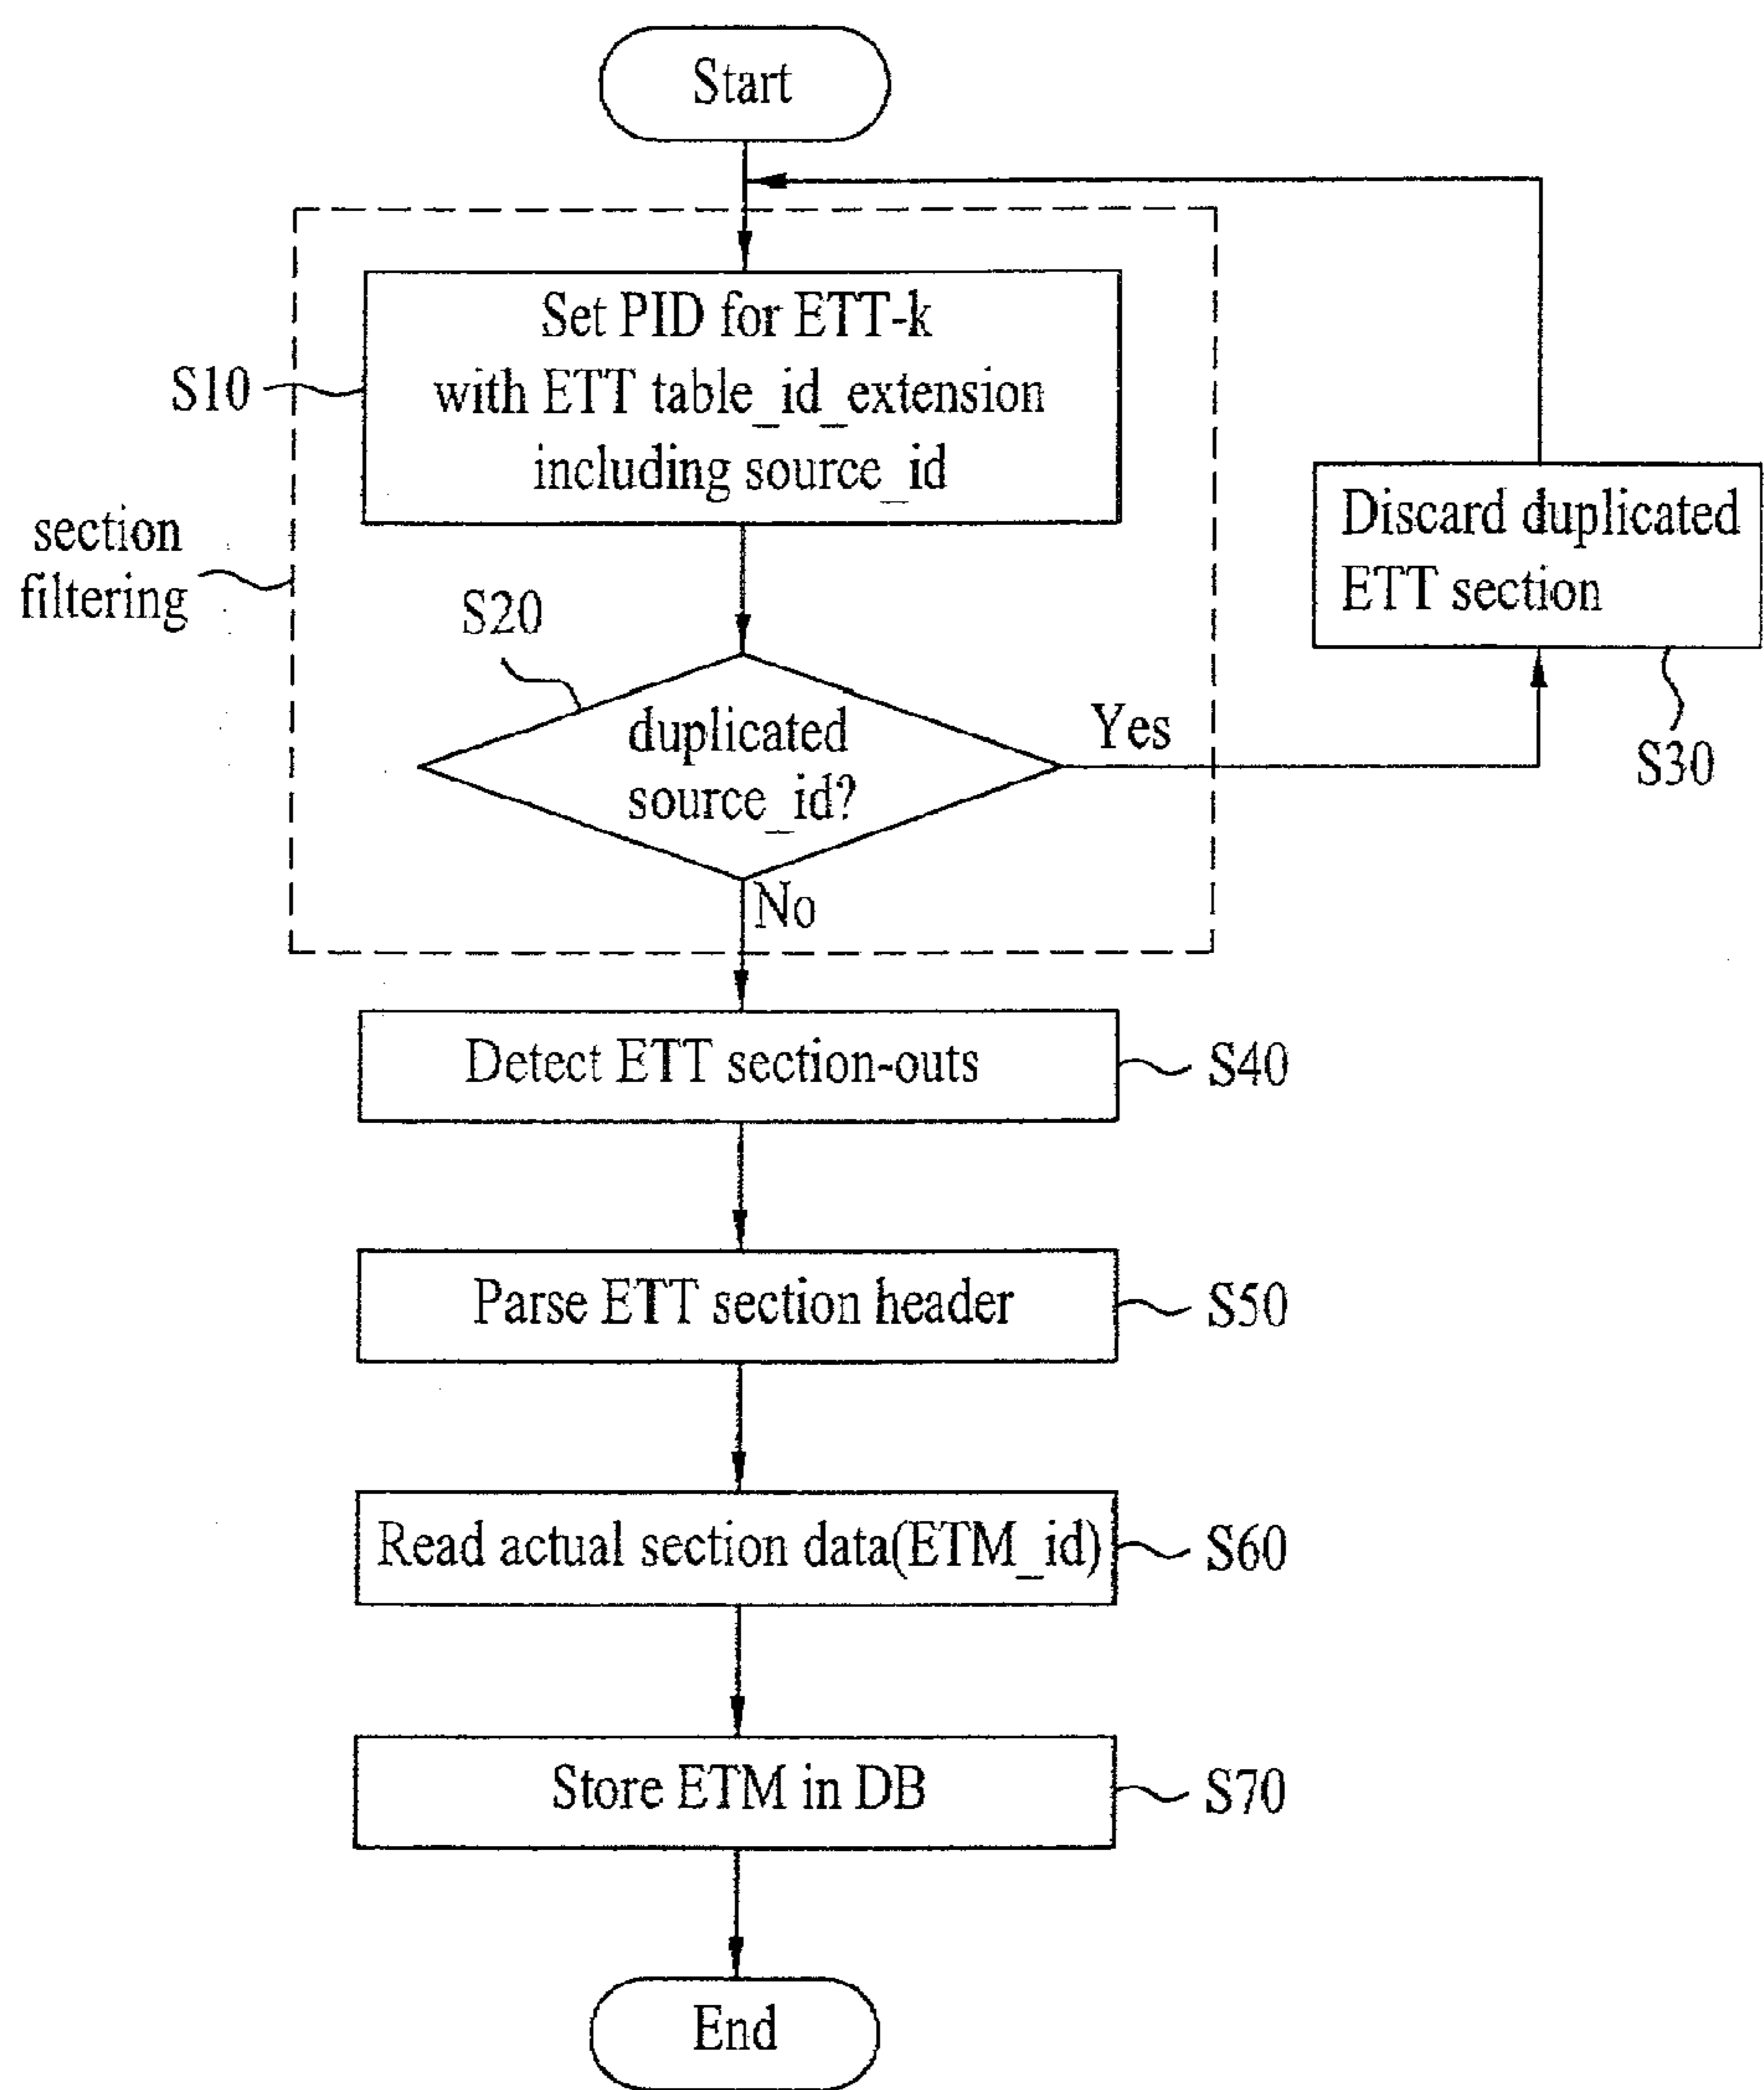 Start
Set PID for ETT-k
with ETT table_id_extension
including source_id
S10
section
filtering
Discard duplicated
ETT section
S30
S20
duplicated
source_id?
Yes
No
Detect ETT section-outs
S40
Parse ETT section header
S50
Read actual section data(ETM_id)
S60
Store ETM in DB
S70
End